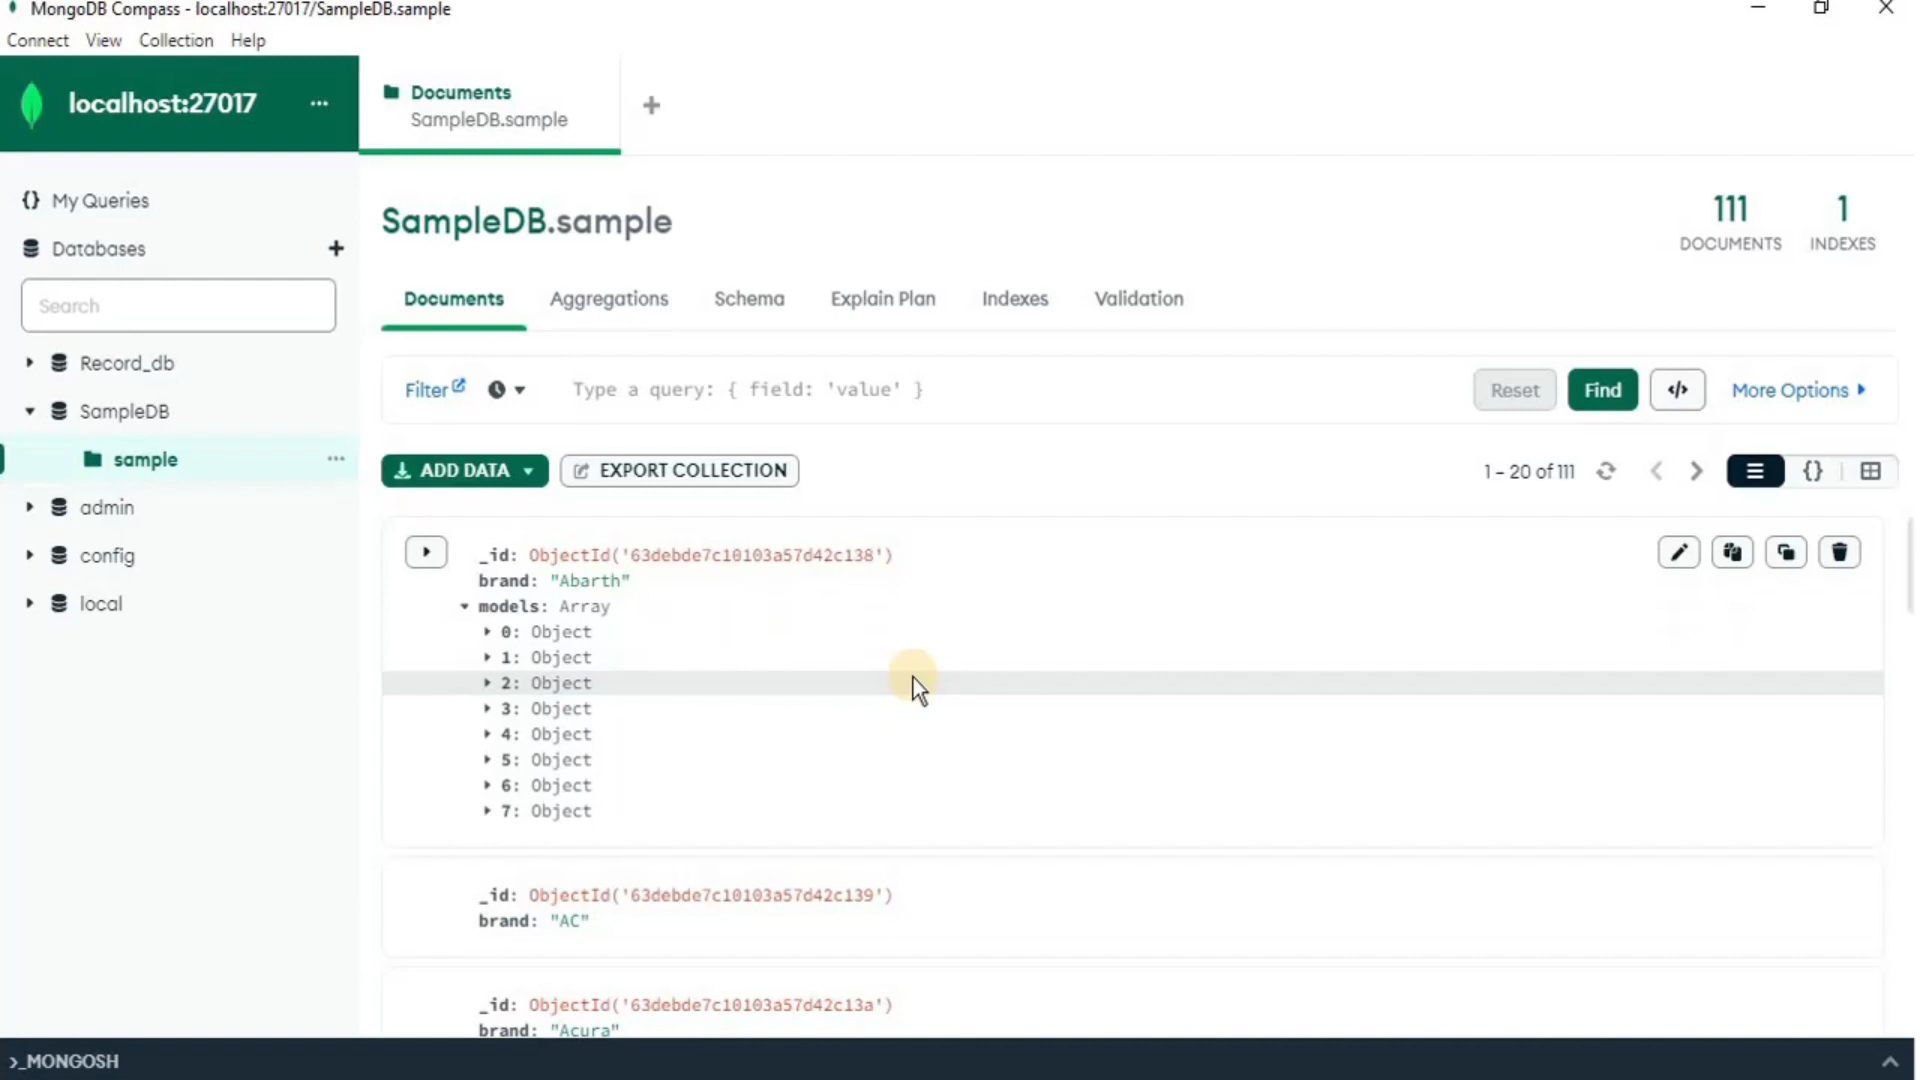 MongoDB Compass - localhost:27017/SampleDB.sample
Connect View Collection Help
localhost:27017 ...
Documents
SampleDB.sample
+
{} My Queries
Databases +
Search
Record_db
SampleDB
sample ...
admin
config
local
SampleDB.sample
111
DOCUMENTS
1
INDEXES
Documents Aggregations Schema Explain Plan Indexes Validation
Filter Type a query: { field: 'value' } Reset Find </> More Options
ADD DATA EXPORT COLLECTION 1 – 20 of 111 {}
_id: ObjectId('63debde7c10103a57d42c138')
brand: "Abarth"
models: Array
0: Object
1: Object
2: Object
3: Object
4: Object
5: Object
6: Object
7: Object
_id: ObjectId('63debde7c10103a57d42c139')
brand: "AC"
_id: ObjectId('63debde7c10103a57d42c13a')
brand: "Acura"
>_MONGOSH